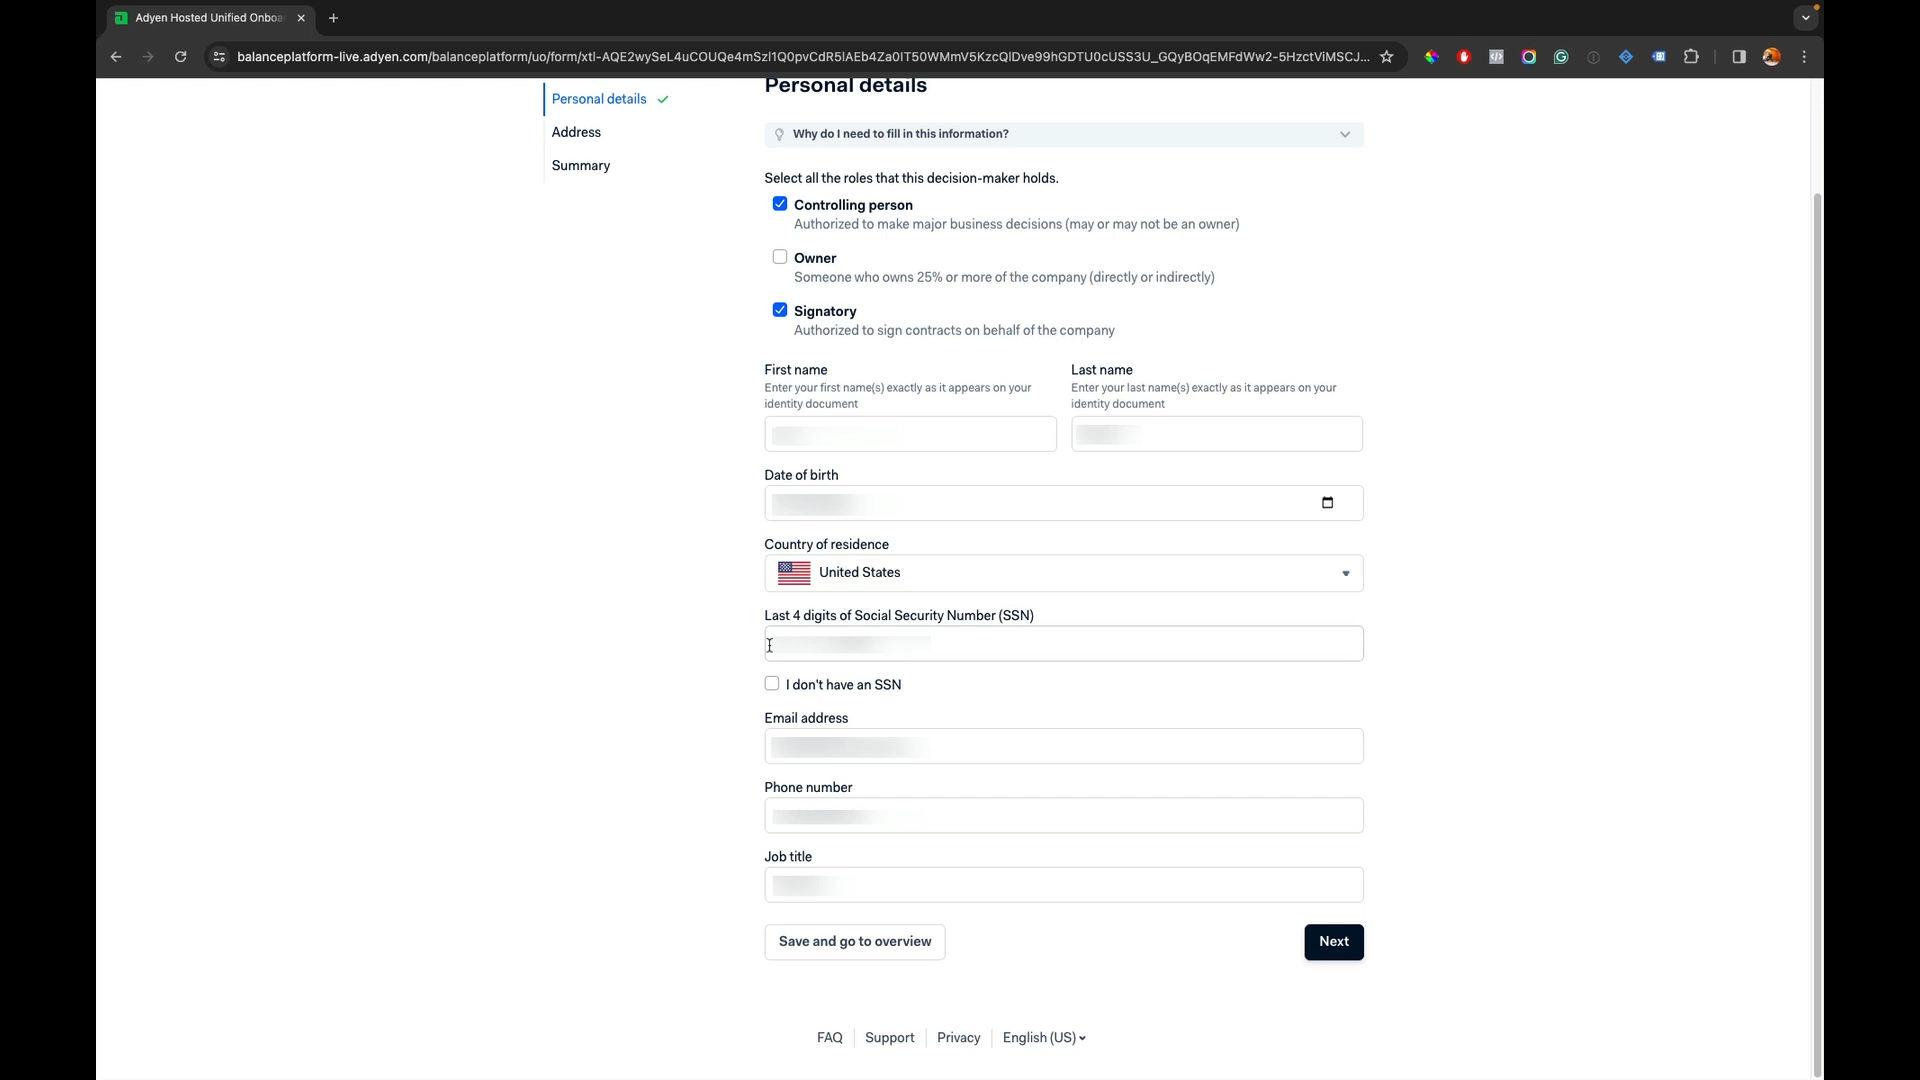 Adyen Hosted Unified Onboa
balanceplatform-live.adyen.com/balanceplatform/uo/form/xtl-AQE2wySeL4uCOUQe4mSzl1Q0pvCdR5lAEb4Za0IT50WMmV5KzcQlDve99hGDTU0cUSS3U_GQyBOqEMFdWw2-5HzctViMSCJ...
Personal details
Address
Summary
Personal details
Why do I need to fill in this information?
Select all the roles that this decision-maker holds.
Controlling person
Authorized to make major business decisions (may or may not be an owner)
Owner
Someone who owns 25% or more of the company (directly or indirectly)
Signatory
Authorized to sign contracts on behalf of the company
First name
Enter your first name(s) exactly as it appears on your
identity document
Last name
Enter your last name(s) exactly as it appears on your
identity document
Date of birth
Country of residence
United States
Last 4 digits of Social Security Number (SSN)
I don't have an SSN
Email address
Phone number
Job title
Save and go to overview
Next
FAQ
Support
Privacy
English (US)